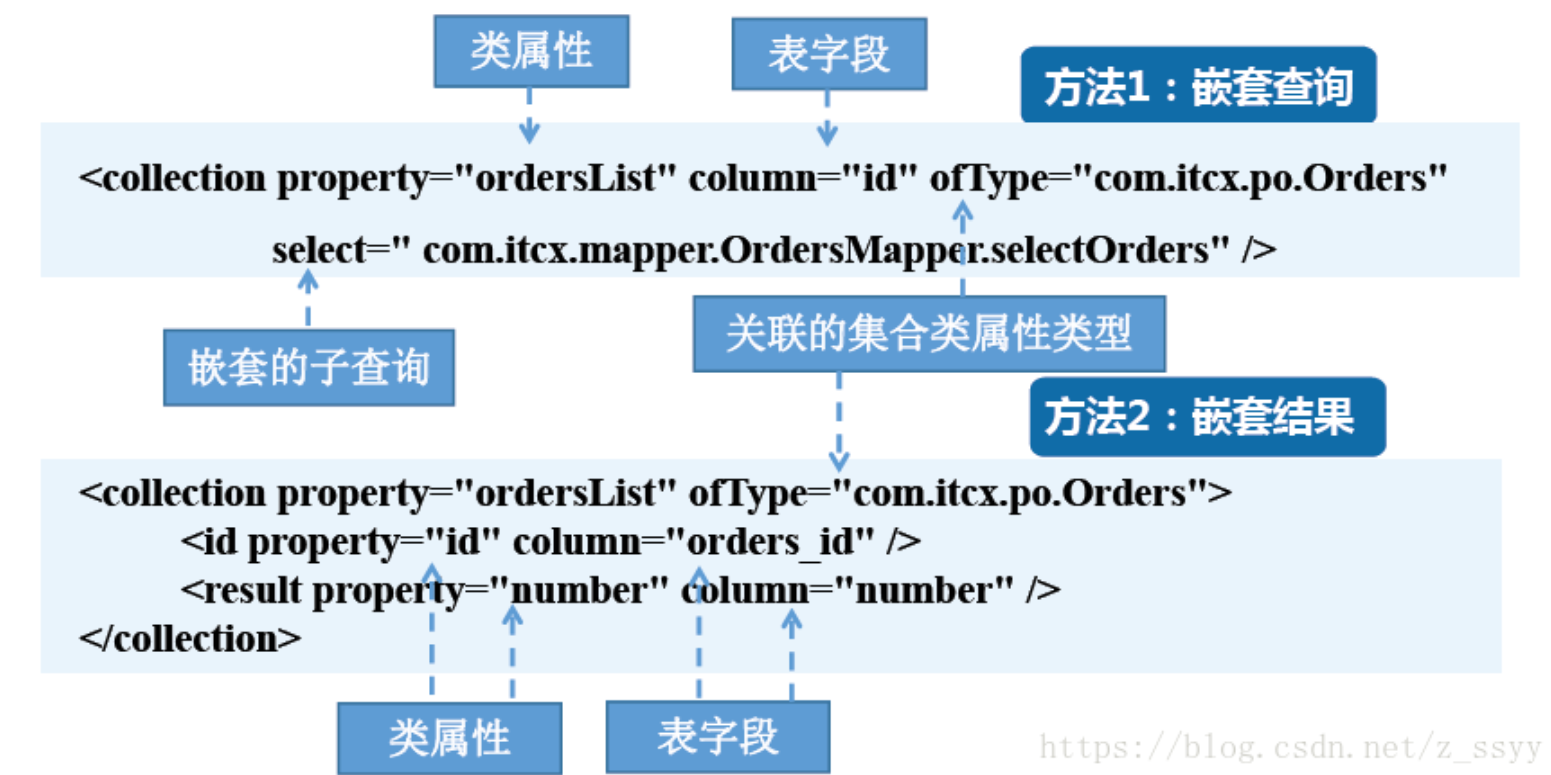 类属性
表字段
方法1：嵌套查询
<collection property="ordersList" column="id" ofType="com.itcx.po.Orders"
select=" com.itcx.mapper.OrdersMapper.selectOrders" />
嵌套的子查询
关联的集合类属性类型
方法2：嵌套结果
<collection property="ordersList" ofType="com.itcx.po.Orders">
<id property="id" column="orders_id" />
<result property="number" column="number" />
</collection>
类属性
表字段
https://blog.csdn.net/z_ssyy